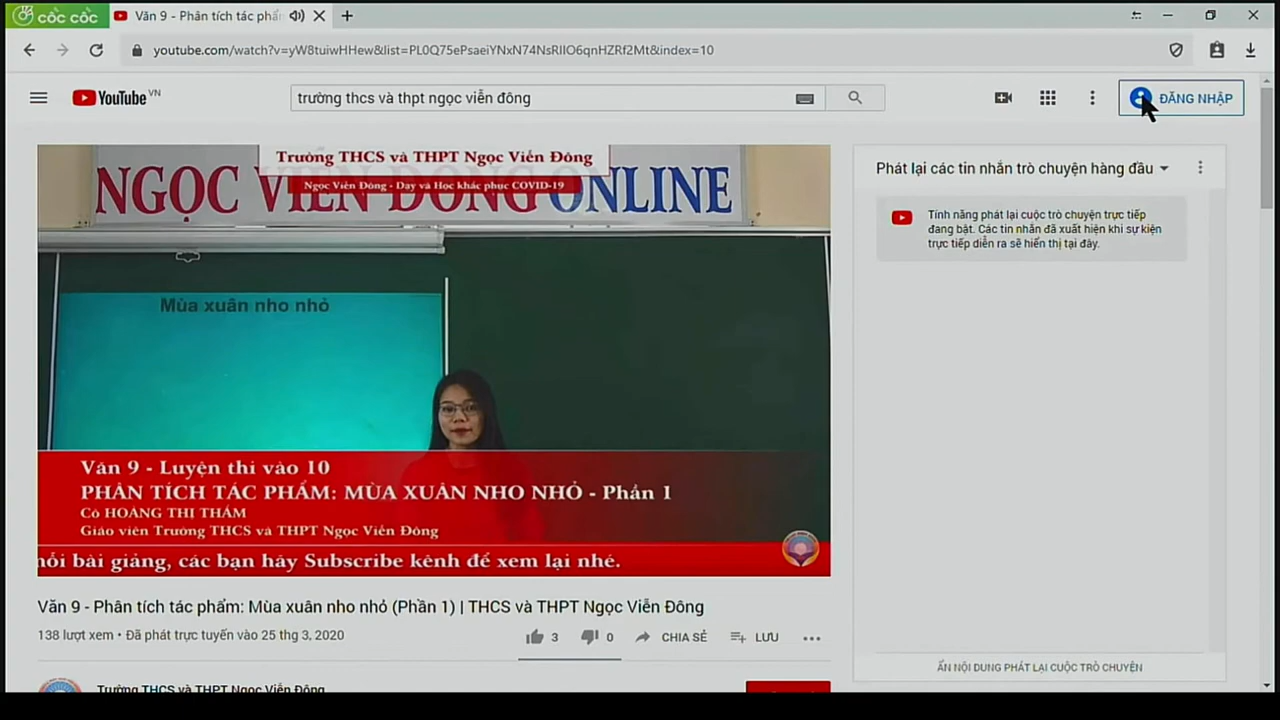 cốc cốc
Văn 9 - Phân tích tác phẩ
youtube.com/watch?v=yW8tuiwHHew&list=PL0Q75ePsaeiYNxN74NsRIlO6qnHZRf2Mt&index=10
YouTube VN
trường thcs và thpt ngọc viễn đông
ĐĂNG NHẬP
Trường THCS và THPT Ngọc Viễn Đông
Ngọc Viễn Đông - Dạy và Học khắc phục COVID-19
NGỌC VIỄN ĐÔNG ONLINE
Mùa xuân nho nhỏ
Văn 9 - Luyện thi vào 10
PHÂN TÍCH TÁC PHẨM: MÙA XUÂN NHO NHỎ - Phần 1
Cô HOÀNG THỊ THẮM
Giáo viên Trường THCS và THPT Ngọc Viễn Đông
mỗi bài giảng, các bạn hãy Subscribe kênh để xem lại nhé.
Văn 9 - Phân tích tác phẩm: Mùa xuân nho nhỏ (Phần 1) | THCS và THPT Ngọc Viễn Đông
138 lượt xem • Đã phát trực tuyến vào 25 thg 3, 2020
3
0
CHIA SẺ
LƯU
Trường THCS và THPT Ngọc Viễn Đông
Phát lại các tin nhắn trò chuyện hàng đầu
Tính năng phát lại cuộc trò chuyện trực tiếp
đang bật. Các tin nhắn đã xuất hiện khi sự kiện
trực tiếp diễn ra sẽ hiển thị tại đây.
ẨN NỘI DUNG PHÁT LẠI CUỘC TRÒ CHUYỆN